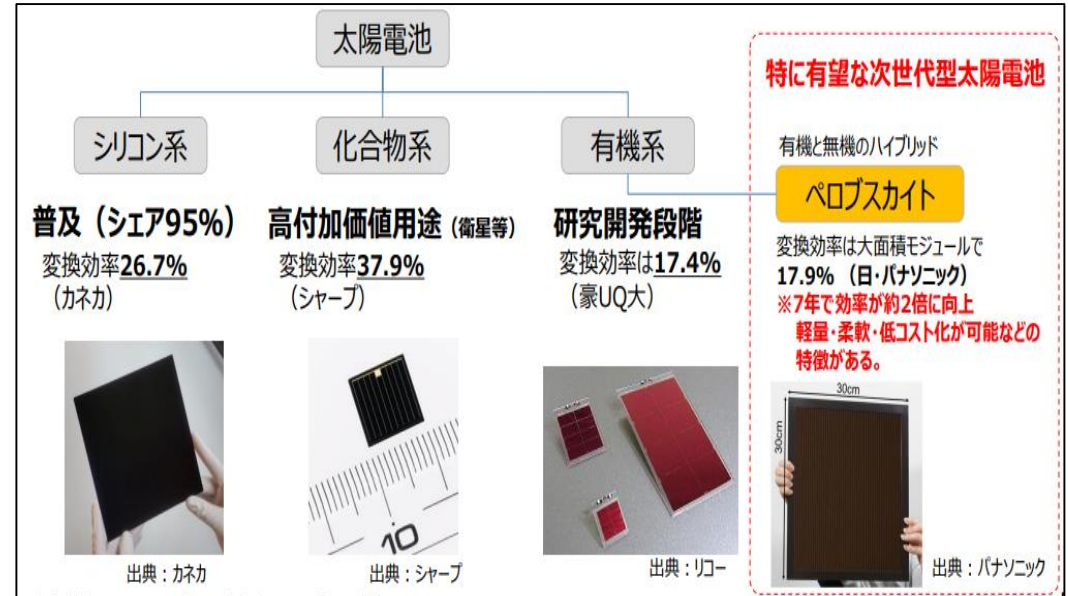 太陽電池
シリコン系
化合物系
有機系
普及（シェア95%）
変換効率26.7%
（カネカ）
高付加価値用途（衛星等）
変換効率37.9%
（シャープ）
研究開発段階
変換効率は17.4%
（豪UQ大）
特に有望な次世代型太陽電池
有機と無機のハイブリッド
ペロブスカイト
変換効率は大面積モジュールで
17.9% （日・パナソニック）
※7年で効率が約2倍に向上
軽量・柔軟・低コスト化が可能などの
特徴がある。
10
30cm
30cm
出典：カネカ
出典：シャープ
出典：リコー
出典：パナソニック